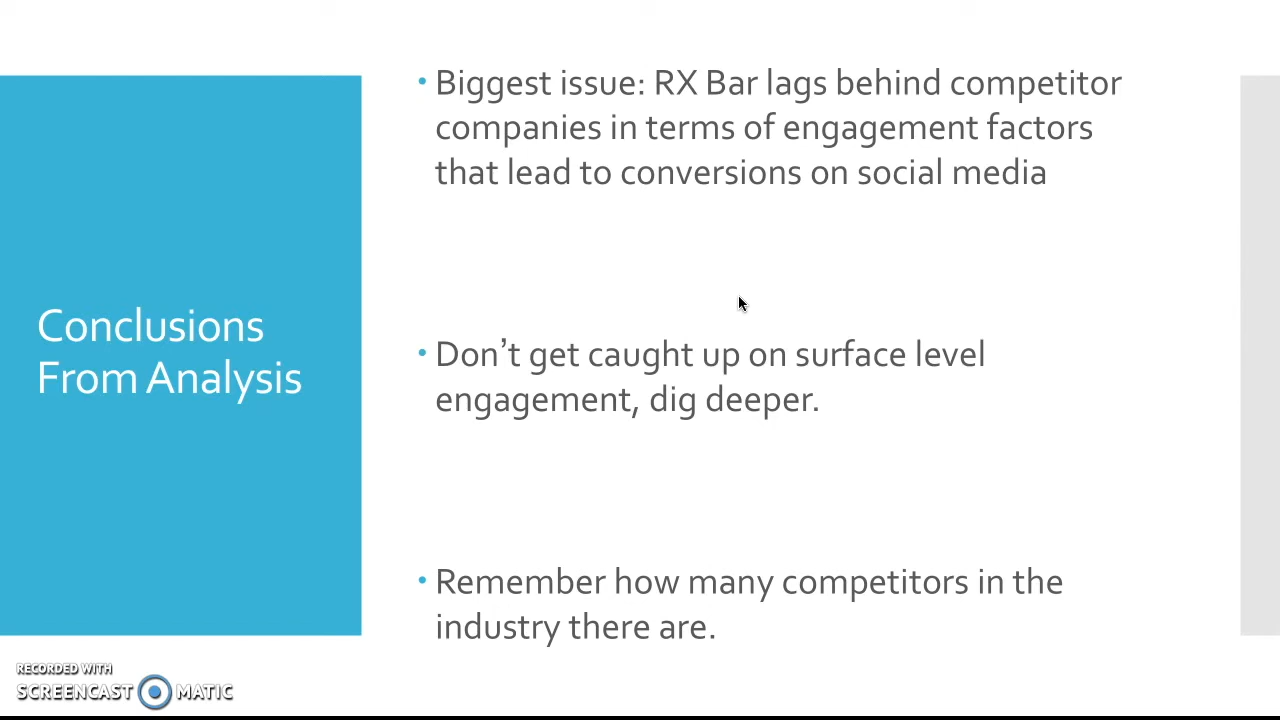 Conclusions
From Analysis
• Biggest issue: RX Bar lags behind competitor
companies in terms of engagement factors
that lead to conversions on social media
• Don’t get caught up on surface level
engagement, dig deeper.
• Remember how many competitors in the
industry there are.
RECORDED WITH
SCREENCAST MATIC